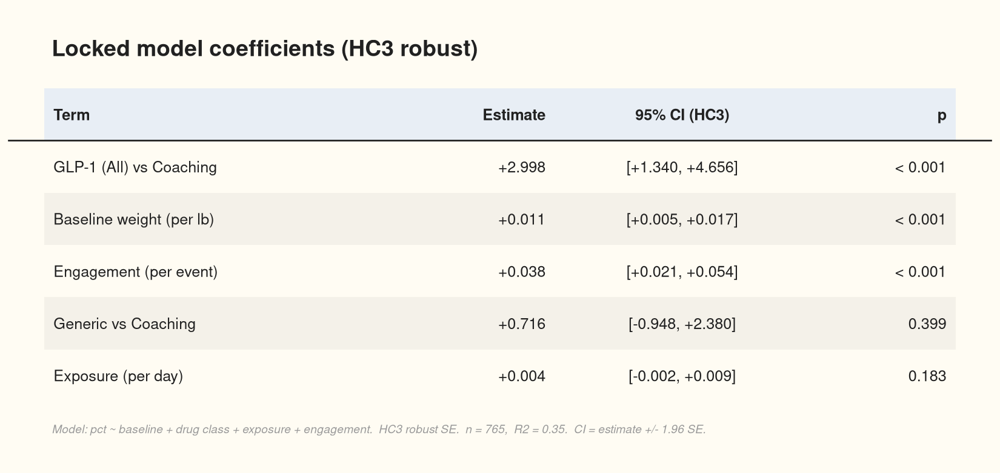 Locked model coefficients (HC3 robust)
Term Estimate 95% CI (HC3) p
GLP-1 (All) vs Coaching +2.998 [+1.340, +4.656] < 0.001
Baseline weight (per lb) +0.011 [+0.005, +0.017] < 0.001
Engagement (per event) +0.038 [+0.021, +0.054] < 0.001
Generic vs Coaching +0.716 [-0.948, +2.380] 0.399
Exposure (per day) +0.004 [-0.002, +0.009] 0.183
Model: pct ~ baseline + drug class + exposure + engagement. HC3 robust SE. n = 765, R2 = 0.35. CI = estimate +/- 1.96 SE.